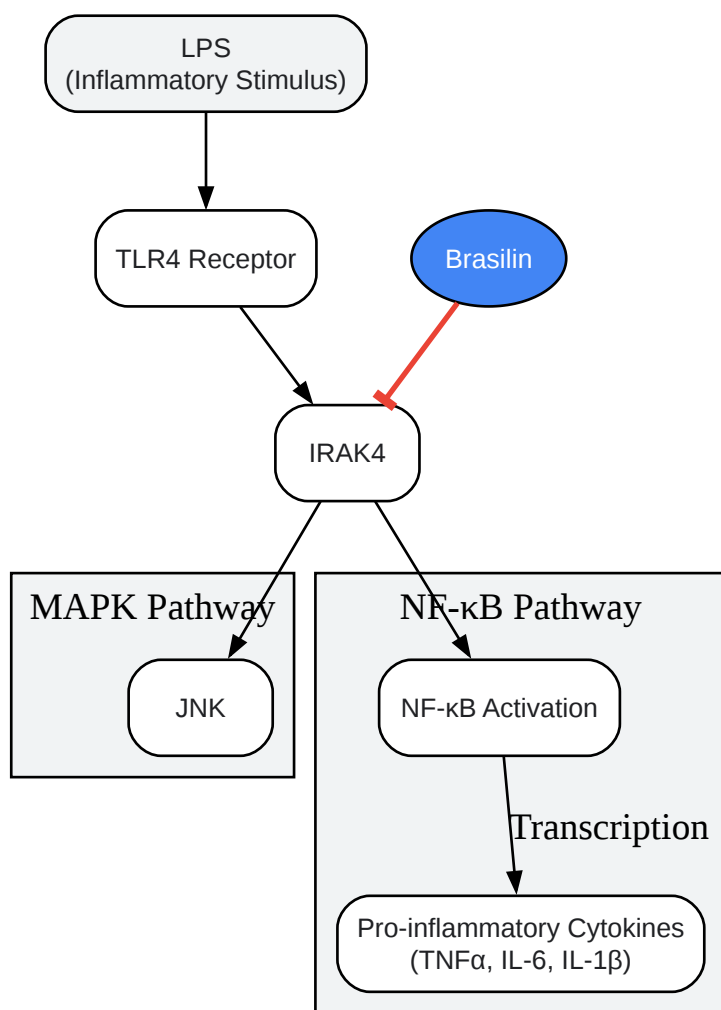 LPS
(Inflammatory Stimulus)
TLR4 Receptor
Brasilin
IRAK4
MAPK Pathway
NF-κB Pathway
JNK
NF-κB Activation
Transcription
Pro-inflammatory Cytokines
(TNFα, IL-6, IL-1β)